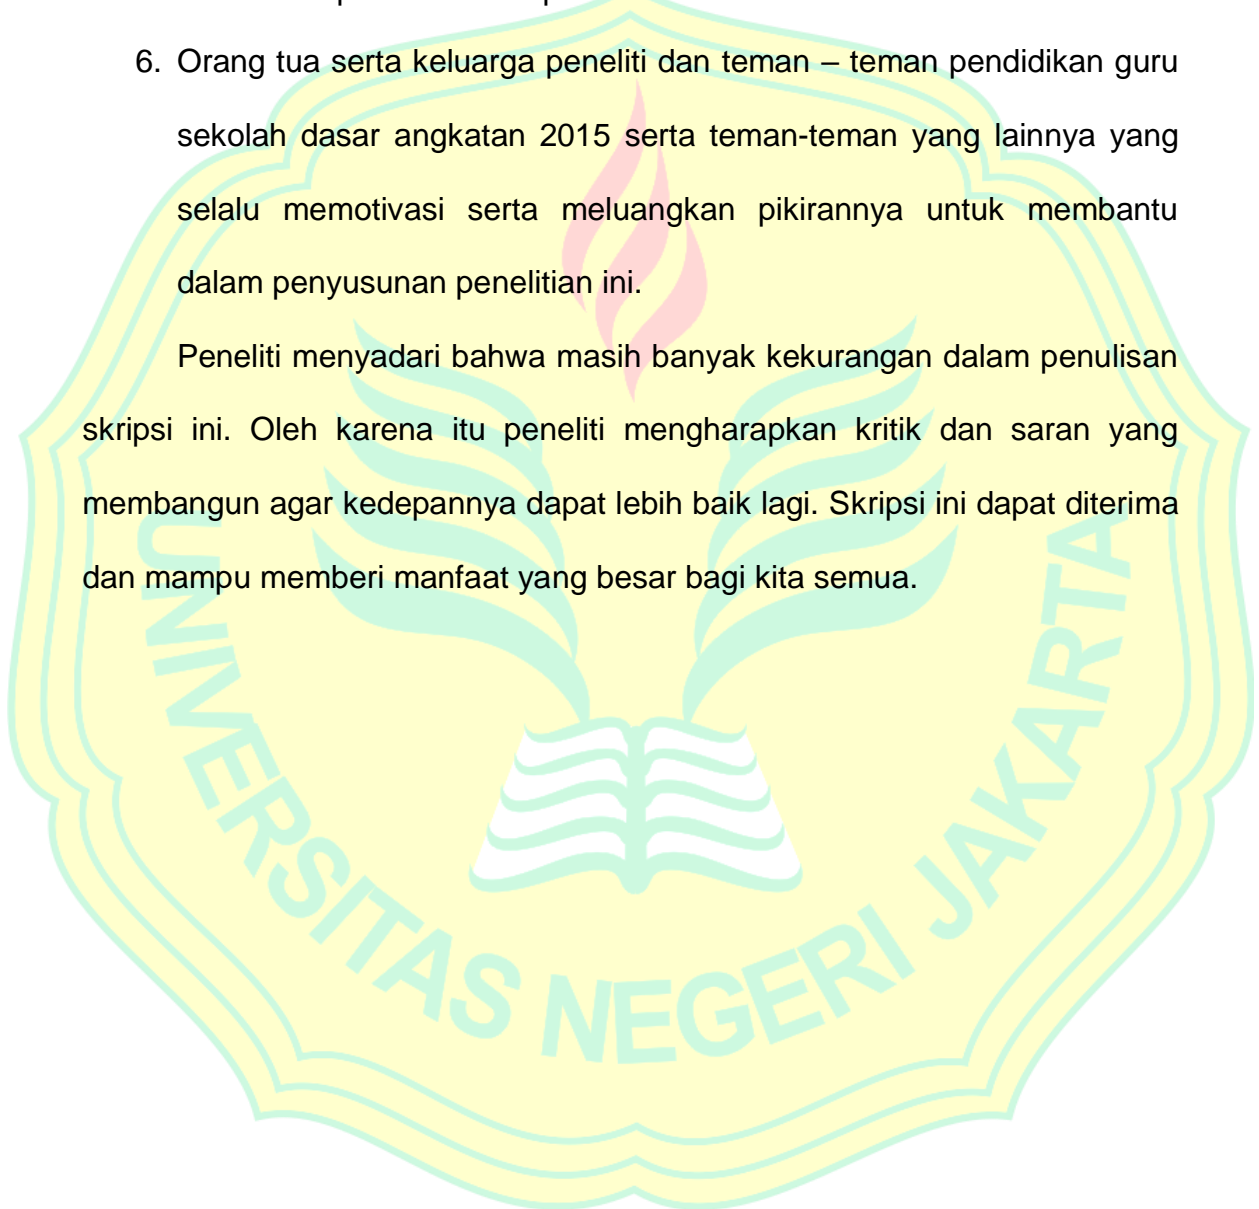 6. Orang tua serta keluarga peneliti dan teman – teman pendidikan guru
sekolah dasar angkatan 2015 serta teman-teman yang lainnya yang
selalu memotivasi serta meluangkan pikirannya untuk membantu
dalam penyusunan penelitian ini.
Peneliti menyadari bahwa masih banyak kekurangan dalam penulisan
skripsi ini. Oleh karena itu peneliti mengharapkan kritik dan saran yang
membangun agar kedepannya dapat lebih baik lagi. Skripsi ini dapat diterima
dan mampu memberi manfaat yang besar bagi kita semua.
UNIVERSITAS NEGERI JAKARTA